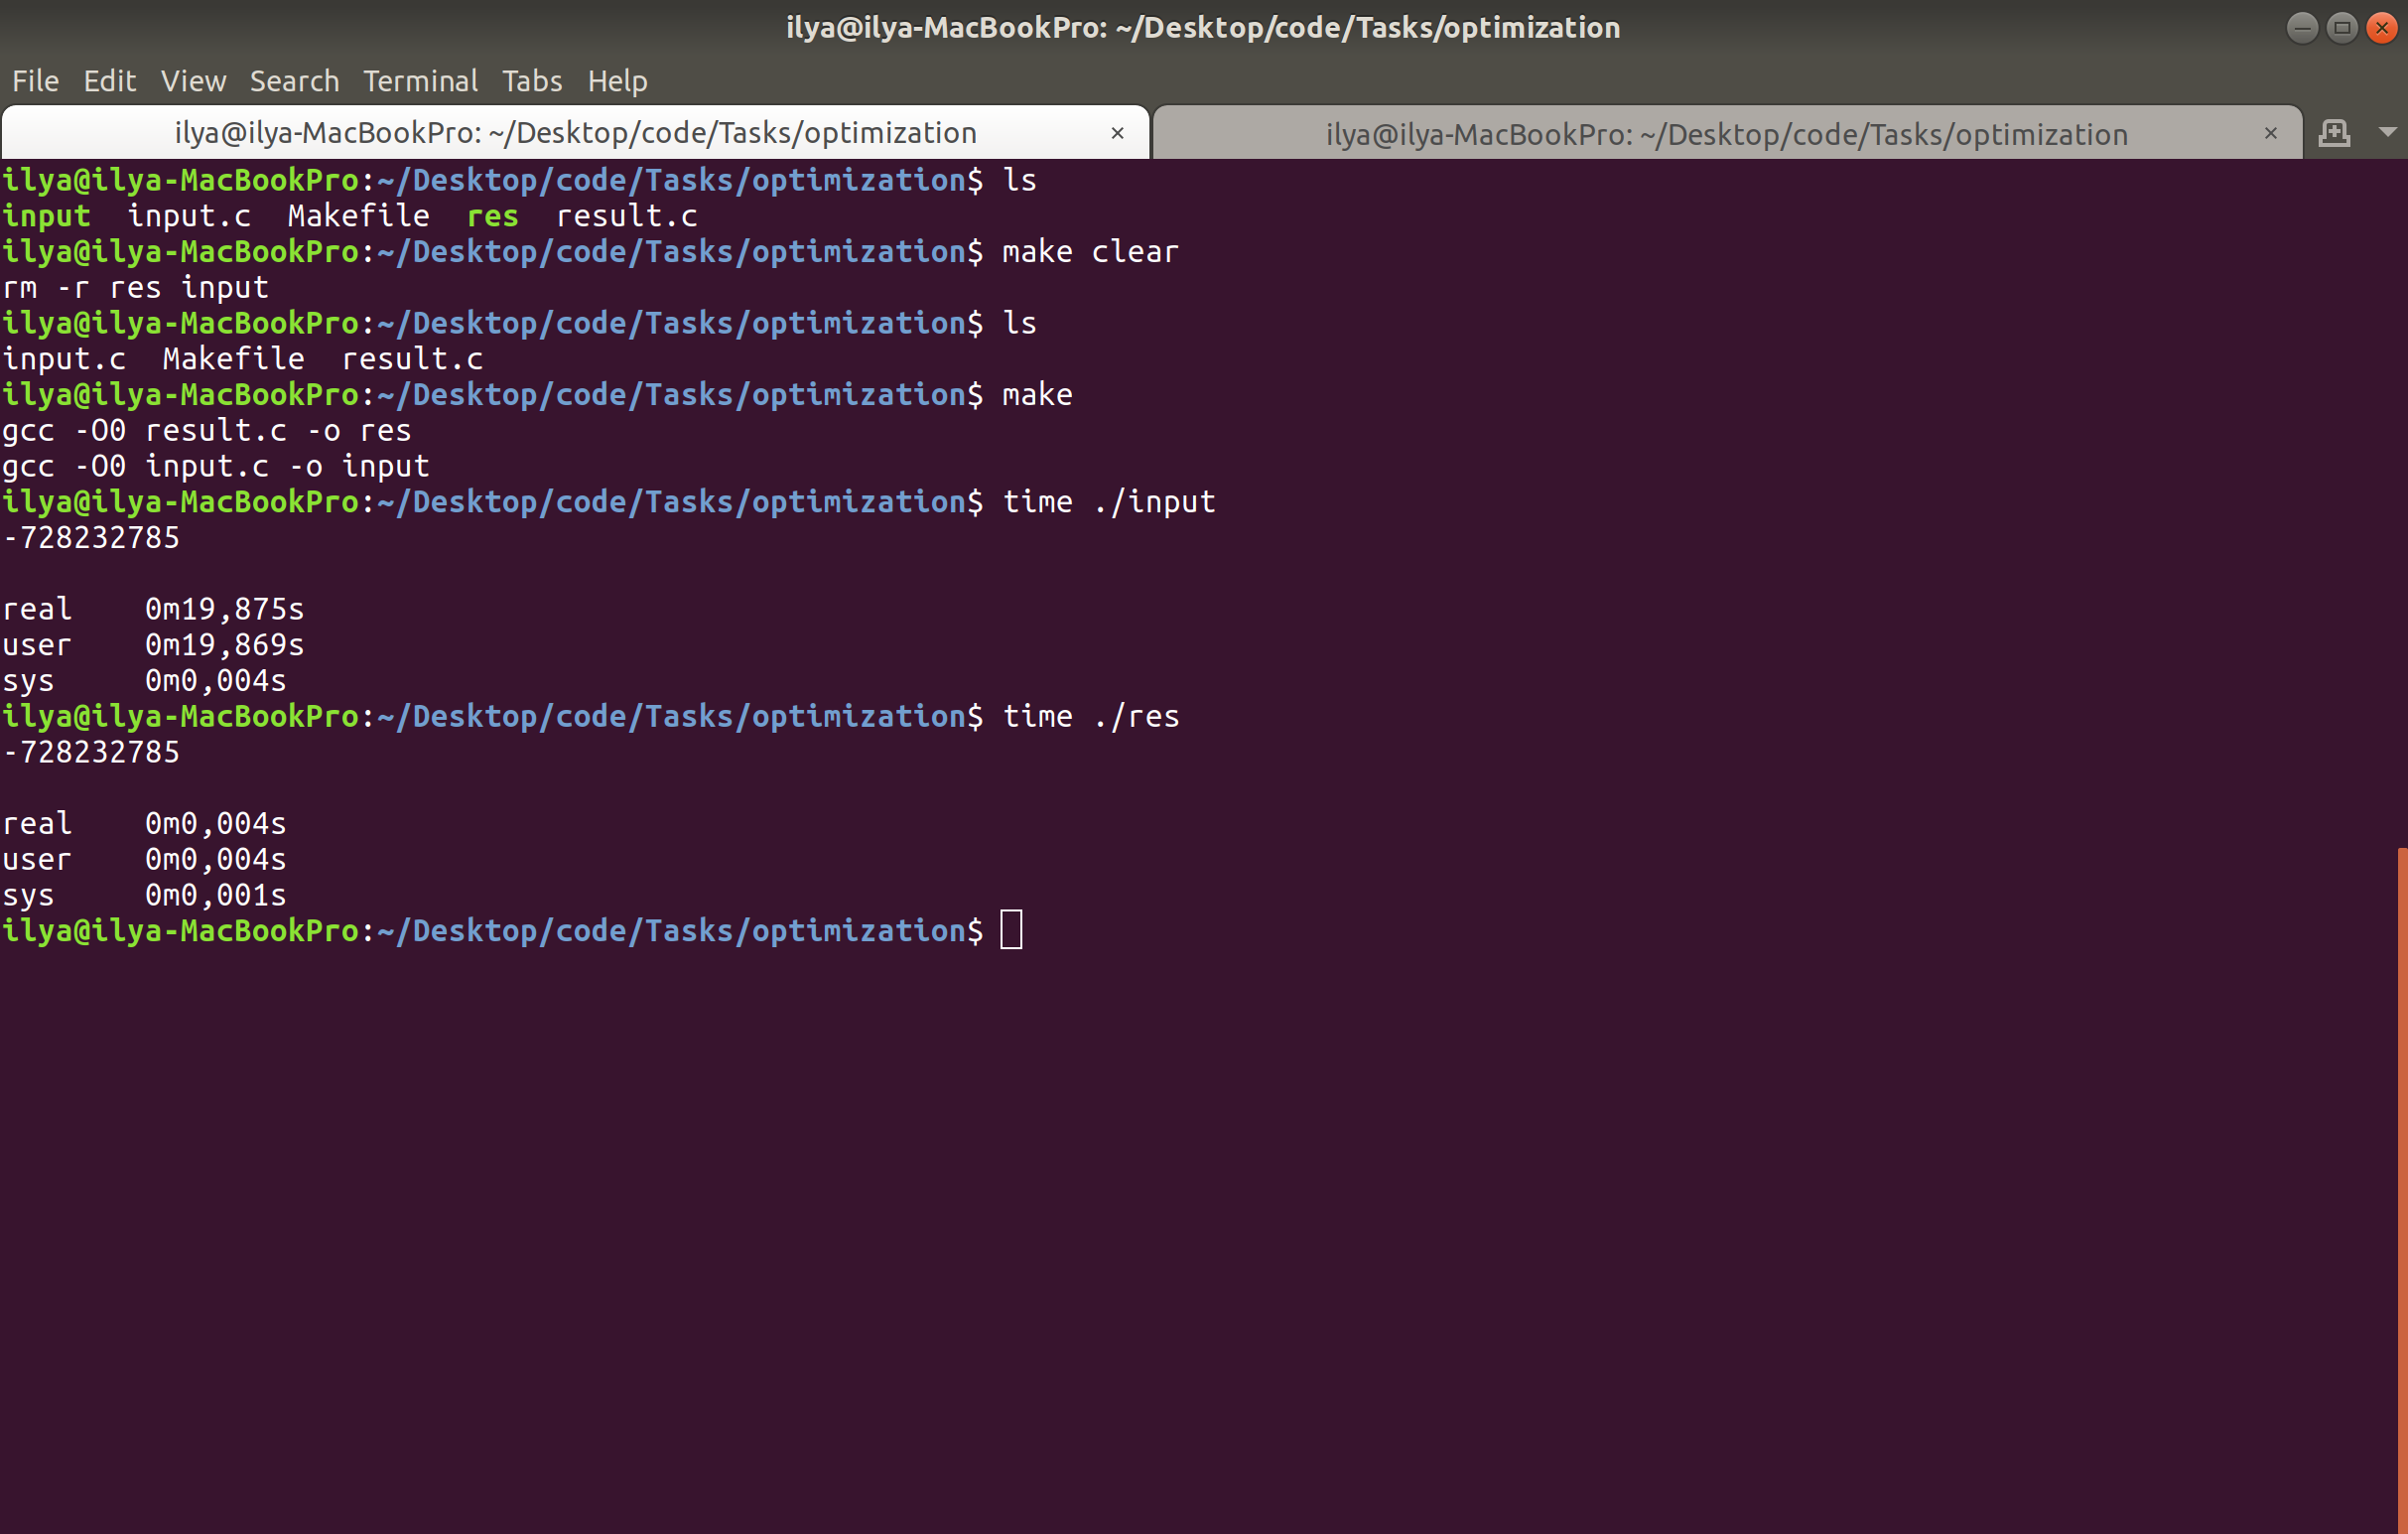 ilya@ilya-MacBookPro: ~/Desktop/code/Tasks/optimization
File Edit View Search Terminal Tabs Help
ilya@ilya-MacBookPro: ~/Desktop/code/Tasks/optimization × ilya@ilya-MacBookPro: ~/Desktop/code/Tasks/optimization ×
ilya@ilya-MacBookPro:~/Desktop/code/Tasks/optimization$ ls
input  input.c  Makefile  res  result.c
ilya@ilya-MacBookPro:~/Desktop/code/Tasks/optimization$ make clear
rm -r res input
ilya@ilya-MacBookPro:~/Desktop/code/Tasks/optimization$ ls
input.c  Makefile  result.c
ilya@ilya-MacBookPro:~/Desktop/code/Tasks/optimization$ make
gcc -O0 result.c -o res
gcc -O0 input.c -o input
ilya@ilya-MacBookPro:~/Desktop/code/Tasks/optimization$ time ./input
-728232785

real    0m19,875s
user    0m19,869s
sys     0m0,004s
ilya@ilya-MacBookPro:~/Desktop/code/Tasks/optimization$ time ./res
-728232785

real    0m0,004s
user    0m0,004s
sys     0m0,001s
ilya@ilya-MacBookPro:~/Desktop/code/Tasks/optimization$